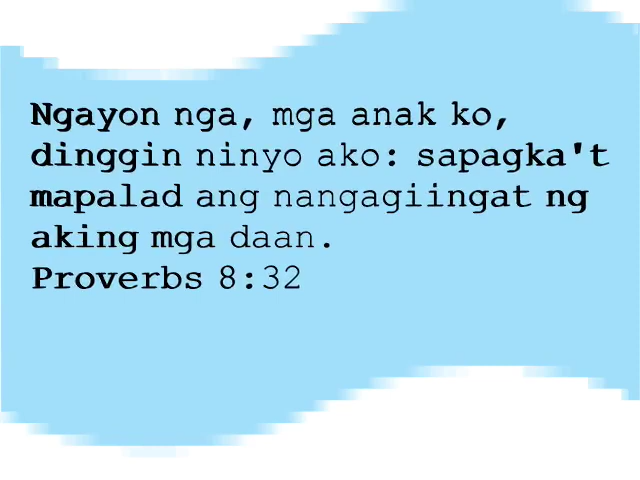 Ngayon nga, mga anak ko,
dinggin ninyo ako: sapagka't
mapalad ang nangagiingat ng
aking mga daan.
Proverbs 8:32